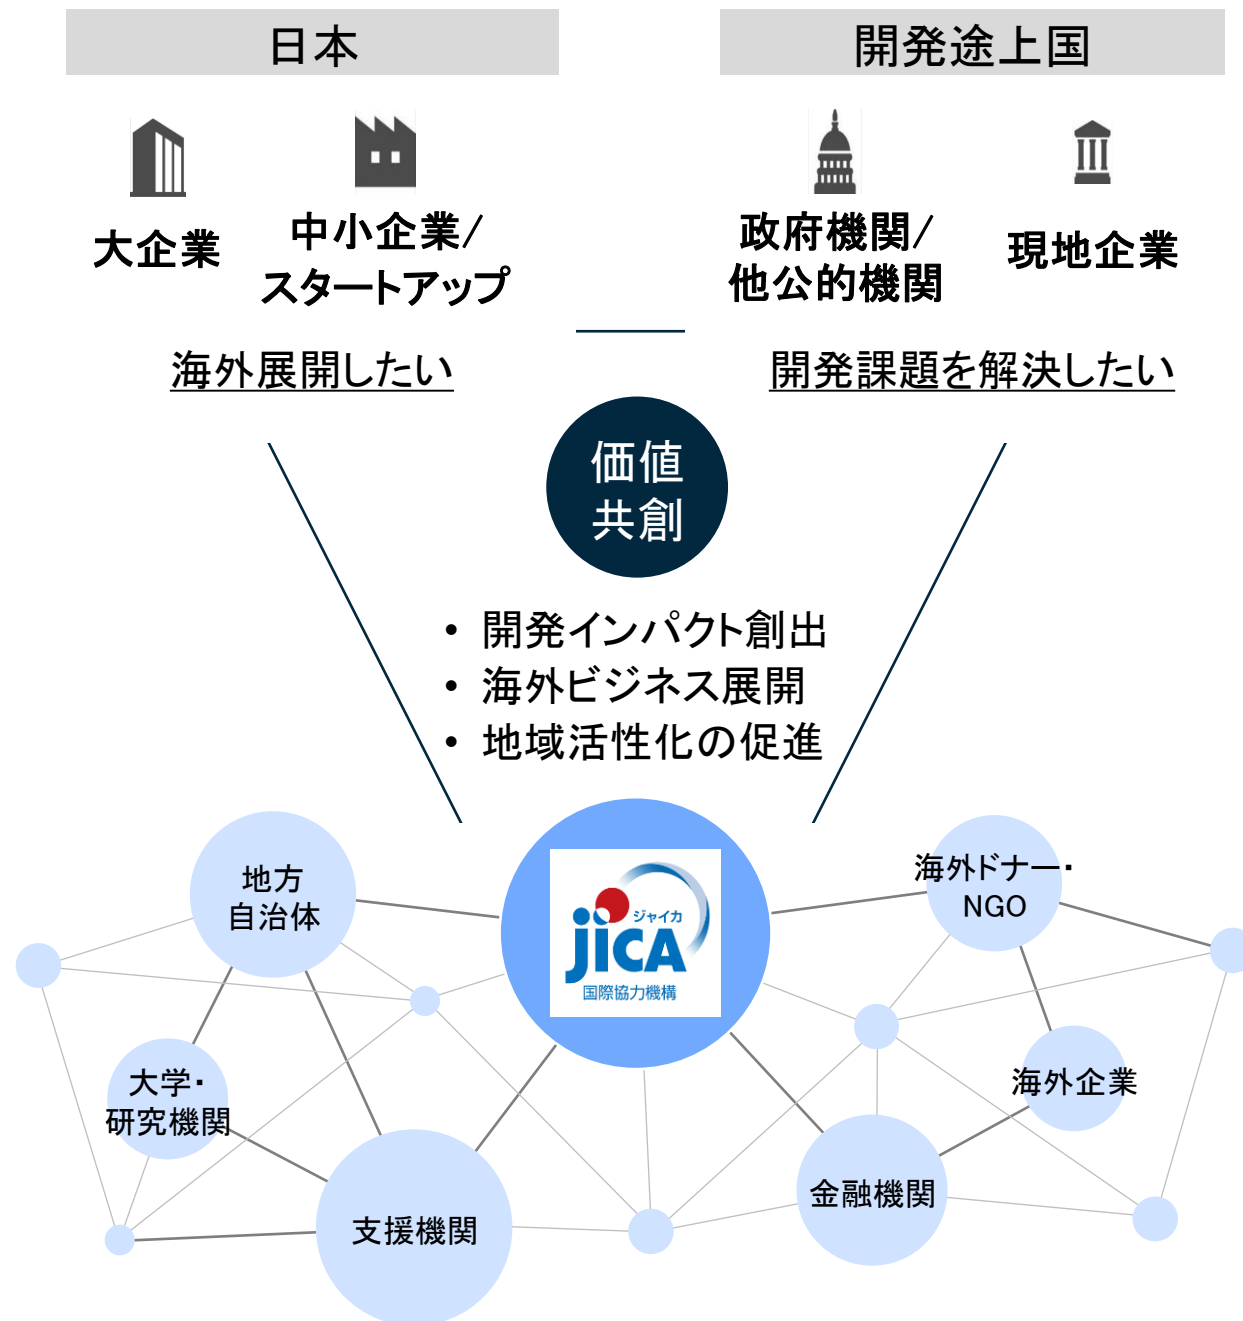 日本
開発途上国
大企業
中小企業/
スタートアップ
政府機関/
他公的機関
現地企業
海外展開したい
開発課題を解決したい
価値
共創
• 開発インパクト創出
• 海外ビジネス展開
• 地域活性化の促進
地方
自治体
ジャイカ
jICA
国際協力機構
海外ドナー・
NGO
大学・
研究機関
海外企業
支援機関
金融機関